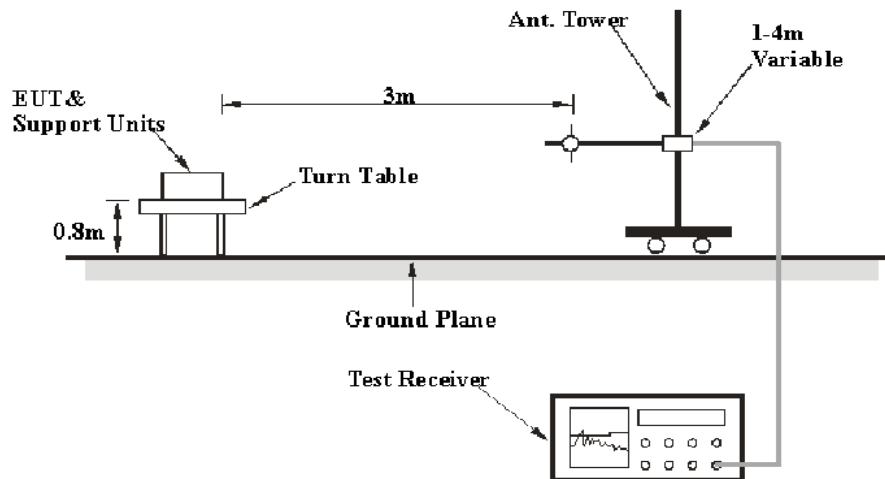 Ant. Tower
1-4m
Variable
3m
EUT&
Support Units
Turn Table
0.8m
Ground Plane
Test Receiver